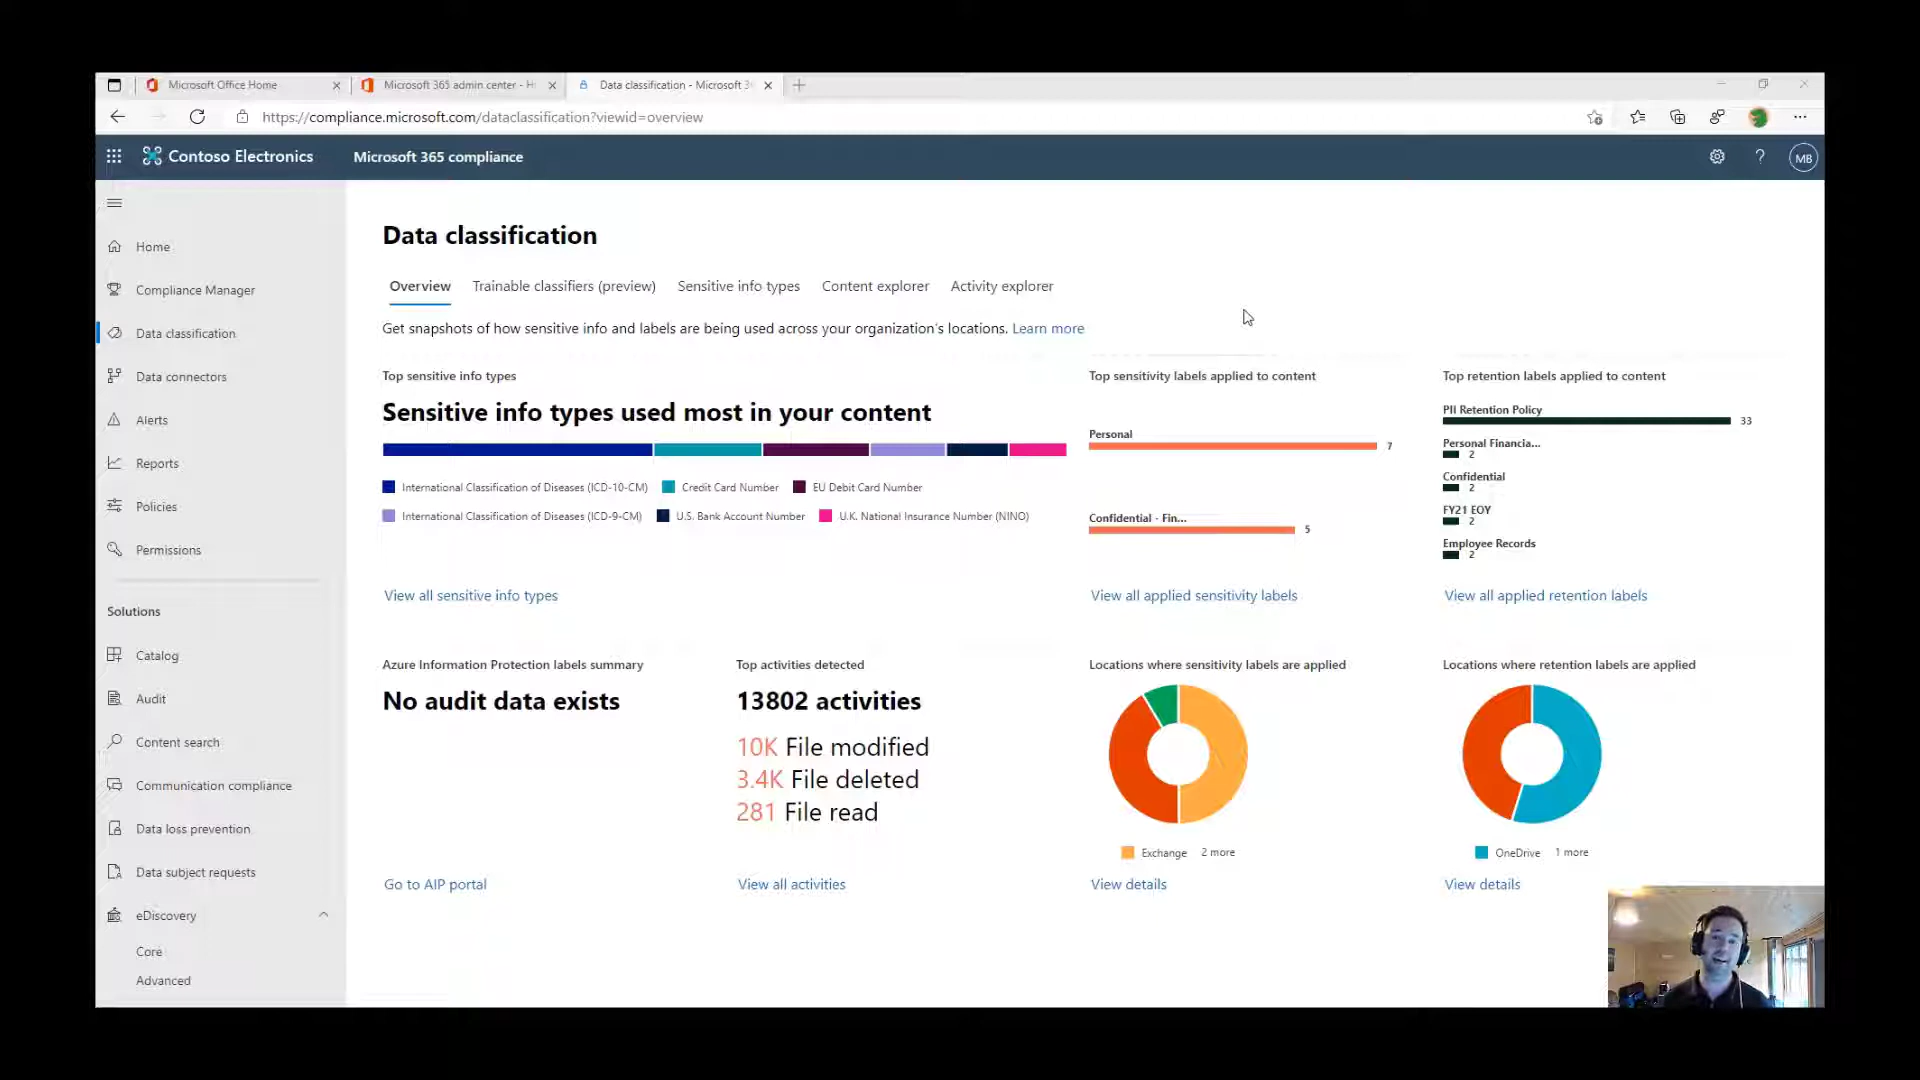 Microsoft Office Home
Microsoft 365 admin center - H
Data classification - Microsoft 3
https://compliance.microsoft.com/dataclassification?viewid=overview
Contoso Electronics
Microsoft 365 compliance
MB
Home
Compliance Manager
Data classification
Data connectors
Alerts
Reports
Policies
Permissions
Solutions
Catalog
Audit
Content search
Communication compliance
Data loss prevention
Data subject requests
eDiscovery
Core
Advanced
Data classification
Overview
Trainable classifiers (preview)
Sensitive info types
Content explorer
Activity explorer
Get snapshots of how sensitive info and labels are being used across your organization's locations. Learn more
Top sensitive info types
Sensitive info types used most in your content
International Classification of Diseases (ICD-10-CM)
Credit Card Number
EU Debit Card Number
International Classification of Diseases (ICD-9-CM)
U.S. Bank Account Number
U.K. National Insurance Number (NINO)
View all sensitive info types
Top sensitivity labels applied to content
Personal
7
Confidential - Fin...
5
View all applied sensitivity labels
Top retention labels applied to content
PII Retention Policy
33
Personal Financia...
2
Confidential
2
FY21 EOY
2
Employee Records
2
View all applied retention labels
Azure Information Protection labels summary
No audit data exists
Go to AIP portal
Top activities detected
13802 activities
10K File modified
3.4K File deleted
281 File read
View all activities
Locations where sensitivity labels are applied
Exchange 2 more
View details
Locations where retention labels are applied
OneDrive 1 more
View details